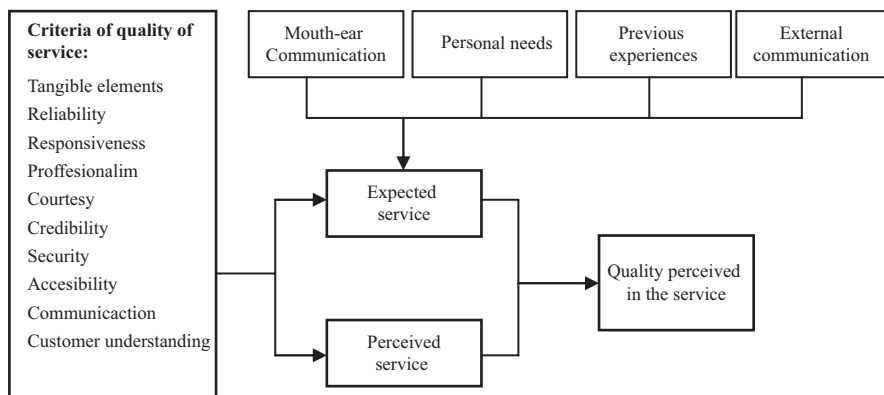 Criteria of quality of
service:
Tangible elements
Reliability
Responsiveness
Proffesionalim
Courtesy
Credibility
Security
Accesibility
Communicaction
Customer understanding
Mouth-ear
Communication
Personal needs
Previous
experiences
External
communication
Expected
service
Perceived
service
Quality perceived
in the service